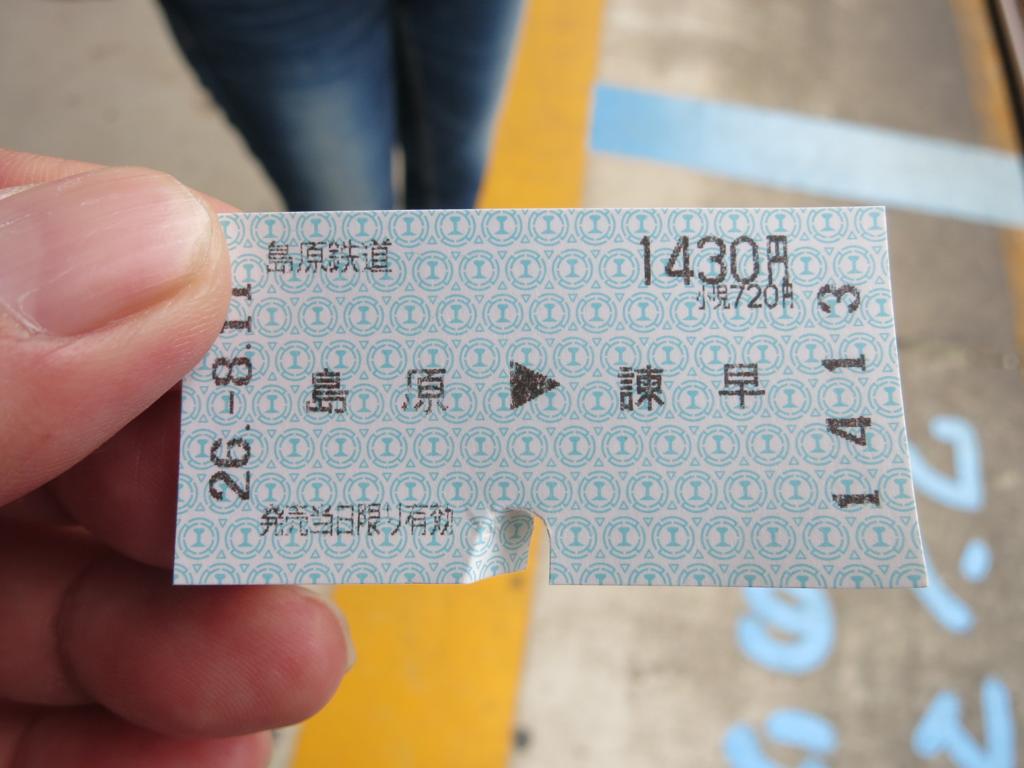 島原鉄道
1430円
小児720円
島原▶諫早
発売当日限り有効
26.-8.11
1413